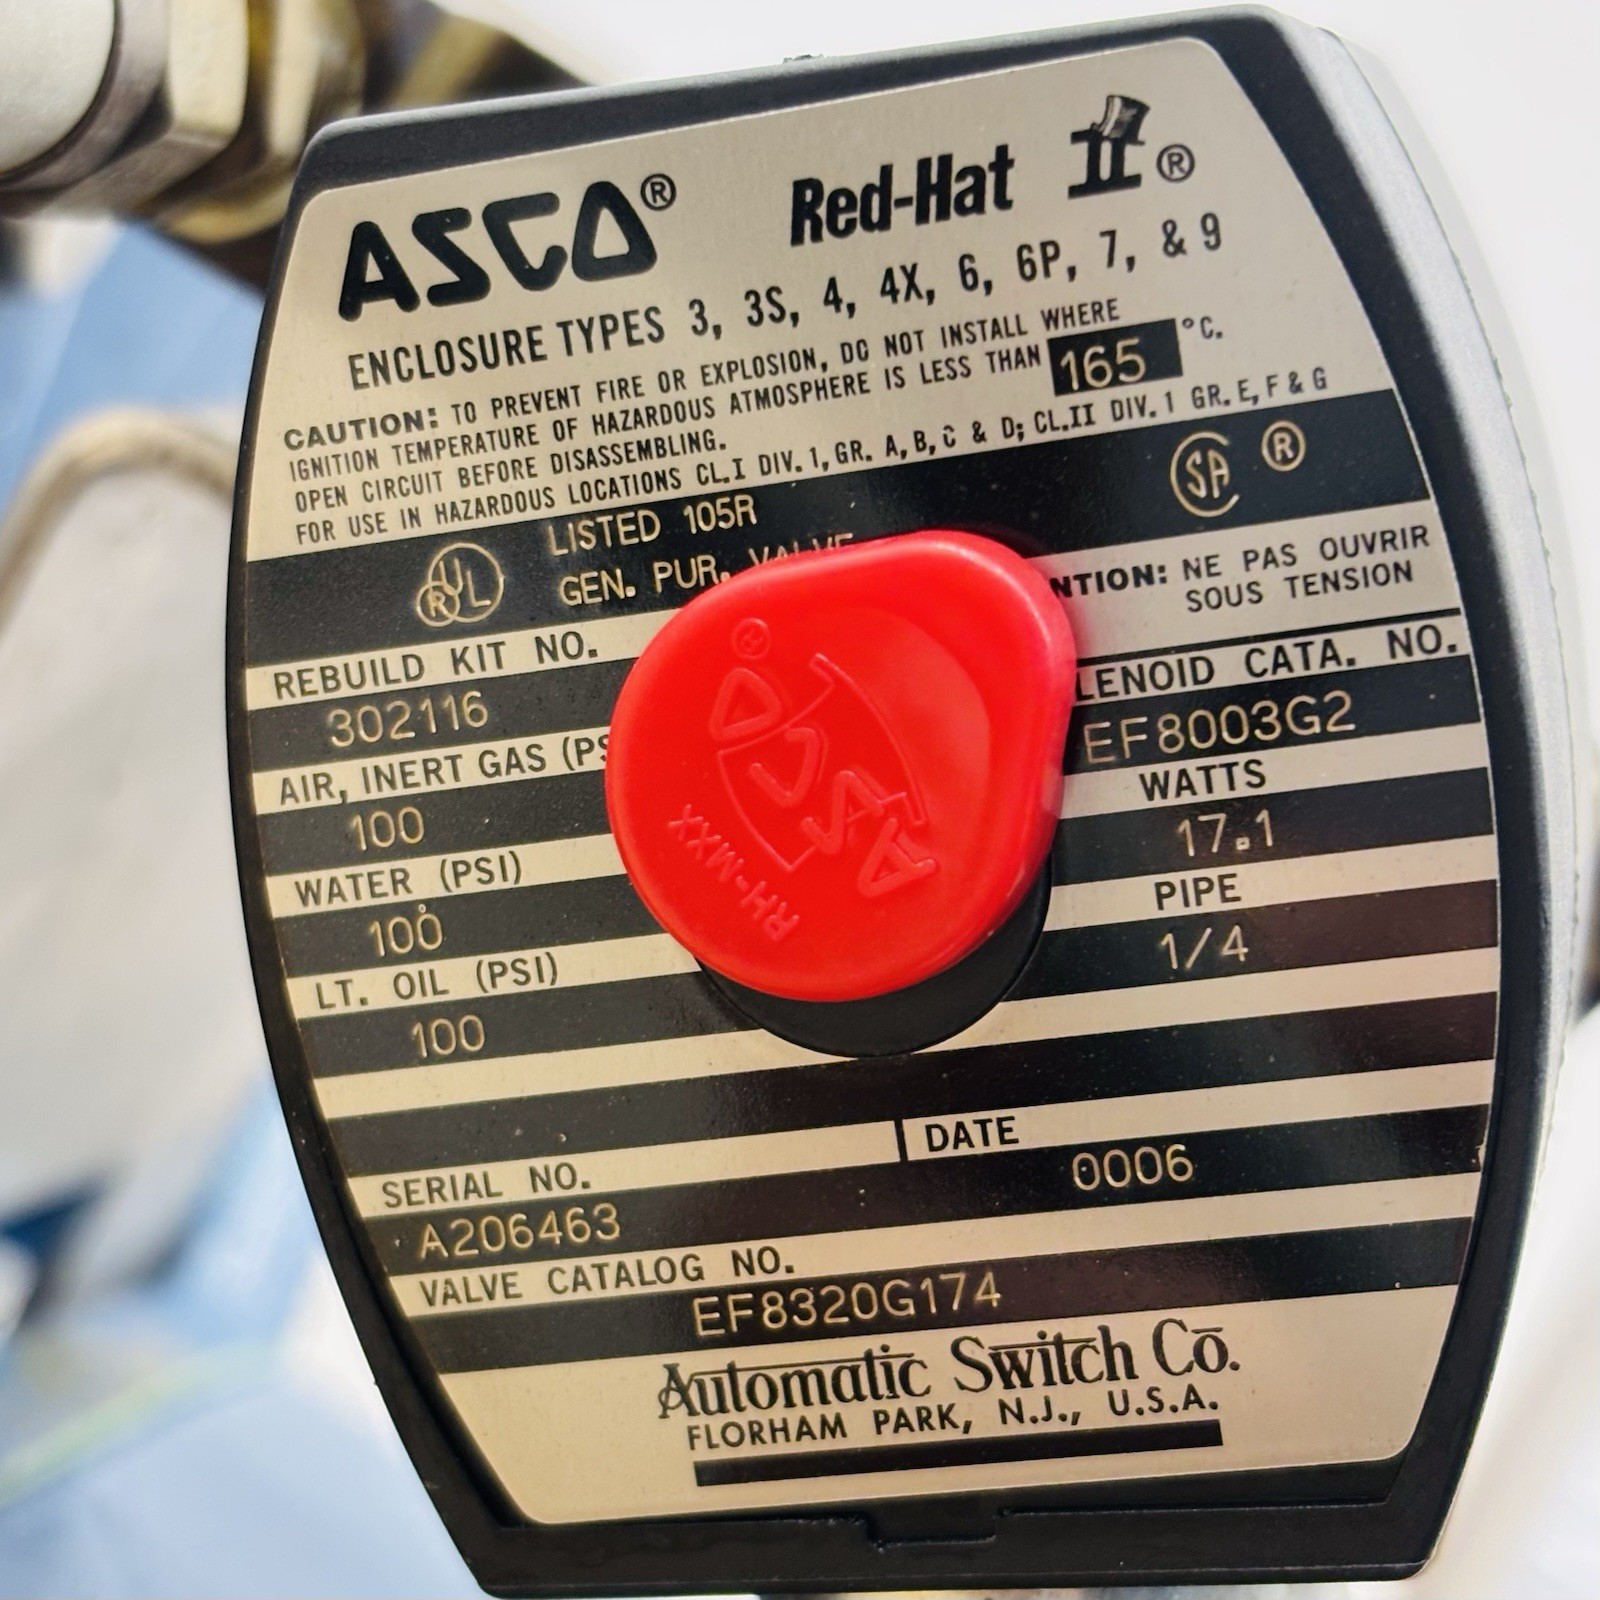 ASCO® Red-Hat II®
ENCLOSURE TYPES 3, 3S, 4, 4X, 6, 6P, 7, & 9
CAUTION: TO PREVENT FIRE OR EXPLOSION, DO NOT INSTALL WHERE
IGNITION TEMPERATURE OF HAZARDOUS ATMOSPHERE IS LESS THAN 165 °C.
OPEN CIRCUIT BEFORE DISASSEMBLING.
FOR USE IN HAZARDOUS LOCATIONS CL.I DIV. 1, GR. A, B, C & D; CL.II DIV. 1 GR. E, F & G
UL R LISTED 105R
GEN. PUR. VALVE
SA ®
NTION: NE PAS OUVRIR
SOUS TENSION
REBUILD KIT NO.
302116
LENOID CATA. NO.
EF8003G2
AIR, INERT GAS (PS
100
WATTS
17.1
WATER (PSI)
100
PIPE
1/4
LT. OIL (PSI)
100
ASCO®
RH-MXX
SERIAL NO.
A206463
DATE
0006
VALVE CATALOG NO.
EF8320G174
Automatic Switch Co.
FLORHAM PARK, N.J., U.S.A.